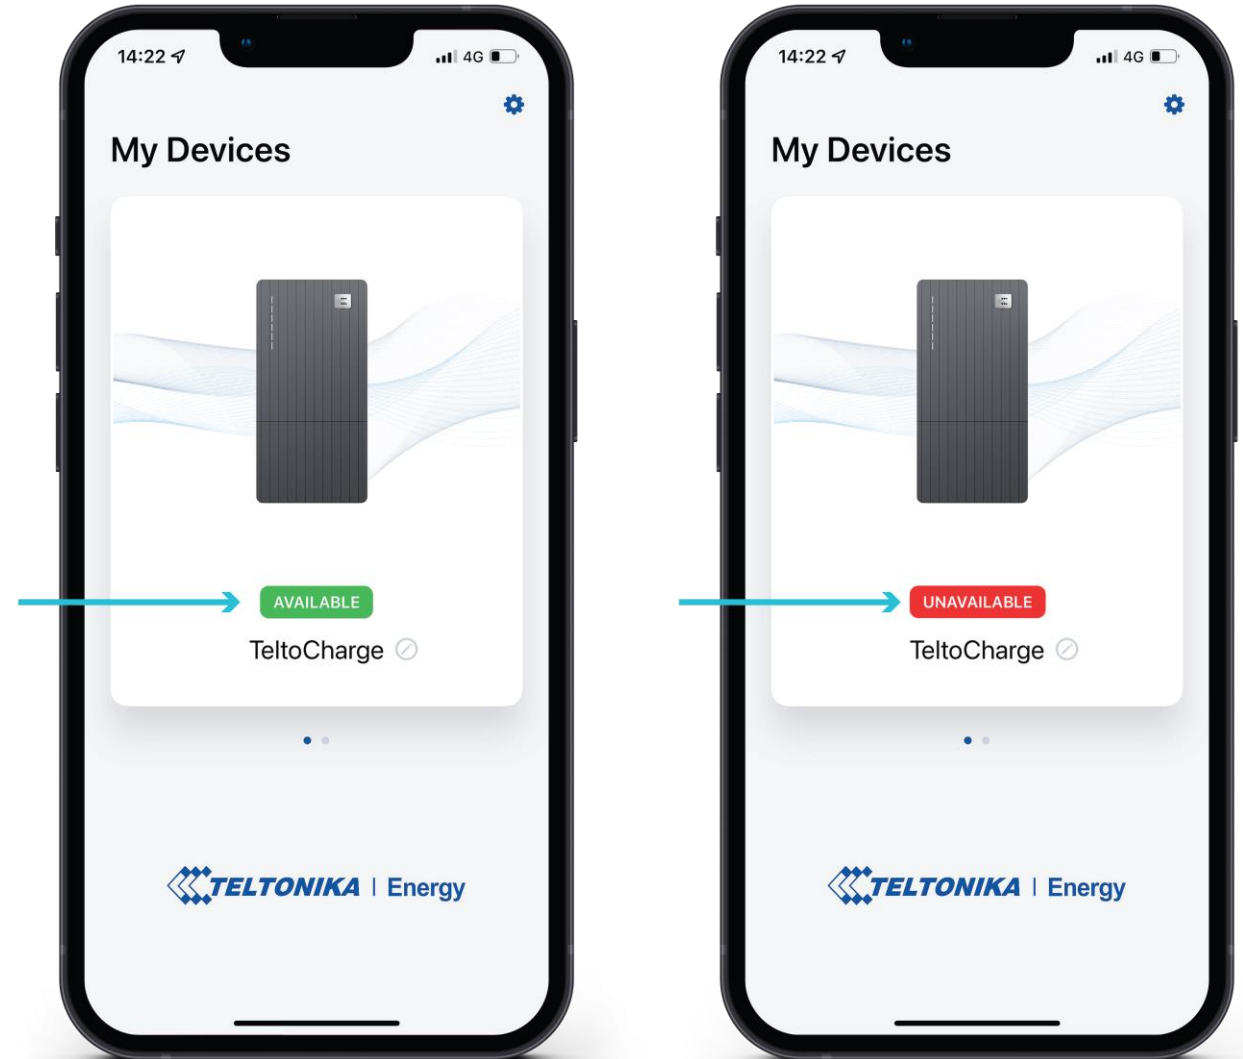 14:22
4G
My Devices
AVAILABLE
TeltoCharge
TELTONIKA | Energy
14:22
4G
My Devices
UNAVAILABLE
TeltoCharge
TELTONIKA | Energy